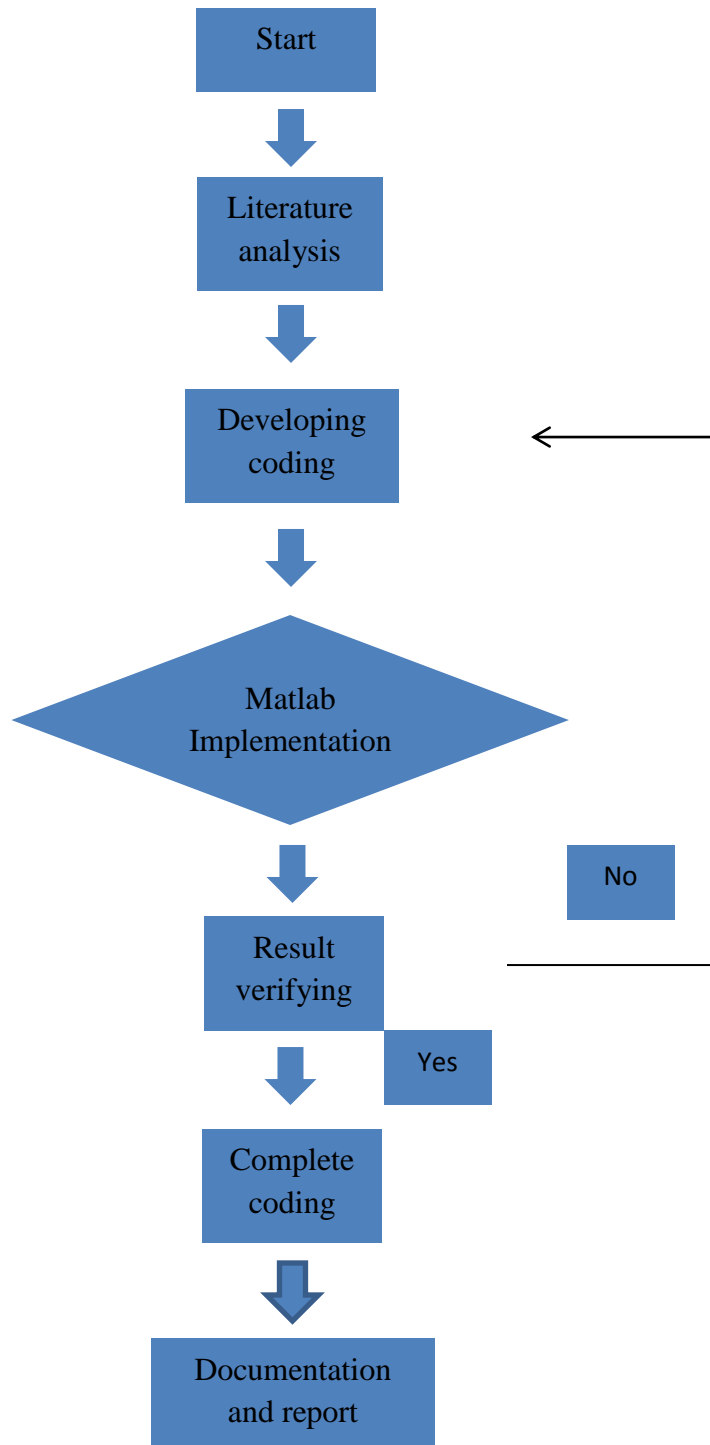 Start
Literature
analysis
Developing
coding
Matlab
Implementation
No
Result
verifying
Yes
Complete
coding
Documentation
and report